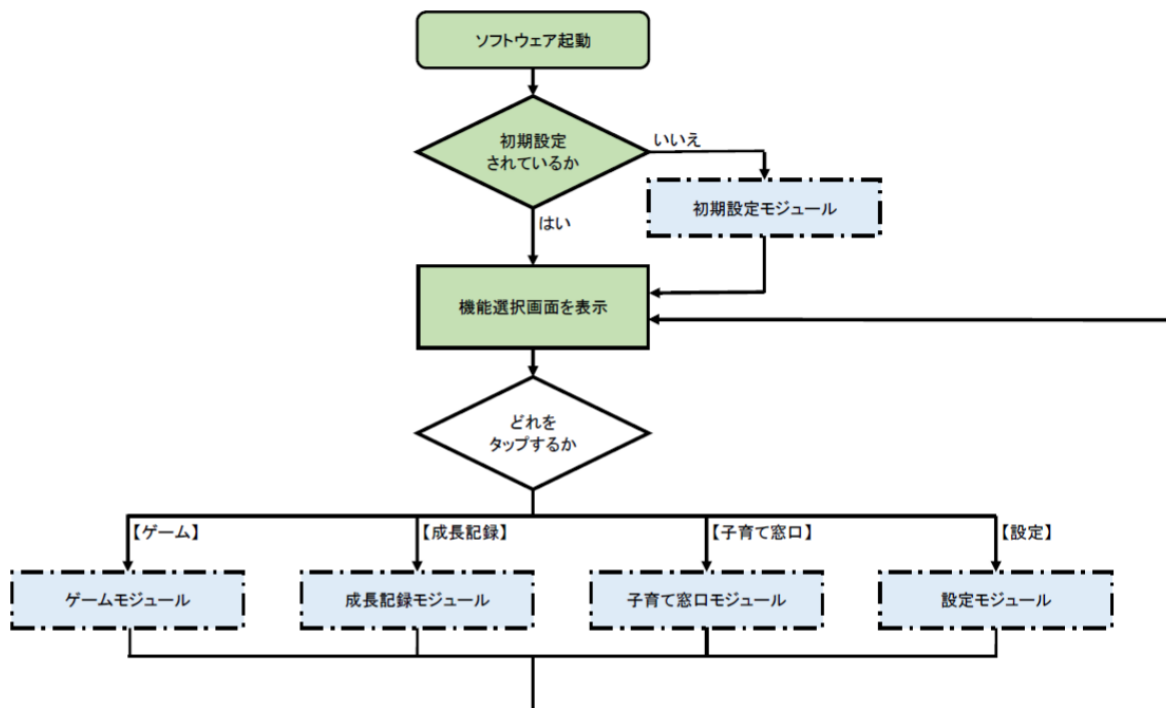 ソフトウェア起動
初期設定
されているか
いいえ
初期設定モジュール
はい
機能選択画面を表示
どれを
タップするか
【ゲーム】
【成長記録】
【子育て窓口】
【設定】
ゲームモジュール
成長記録モジュール
子育て窓口モジュール
設定モジュール